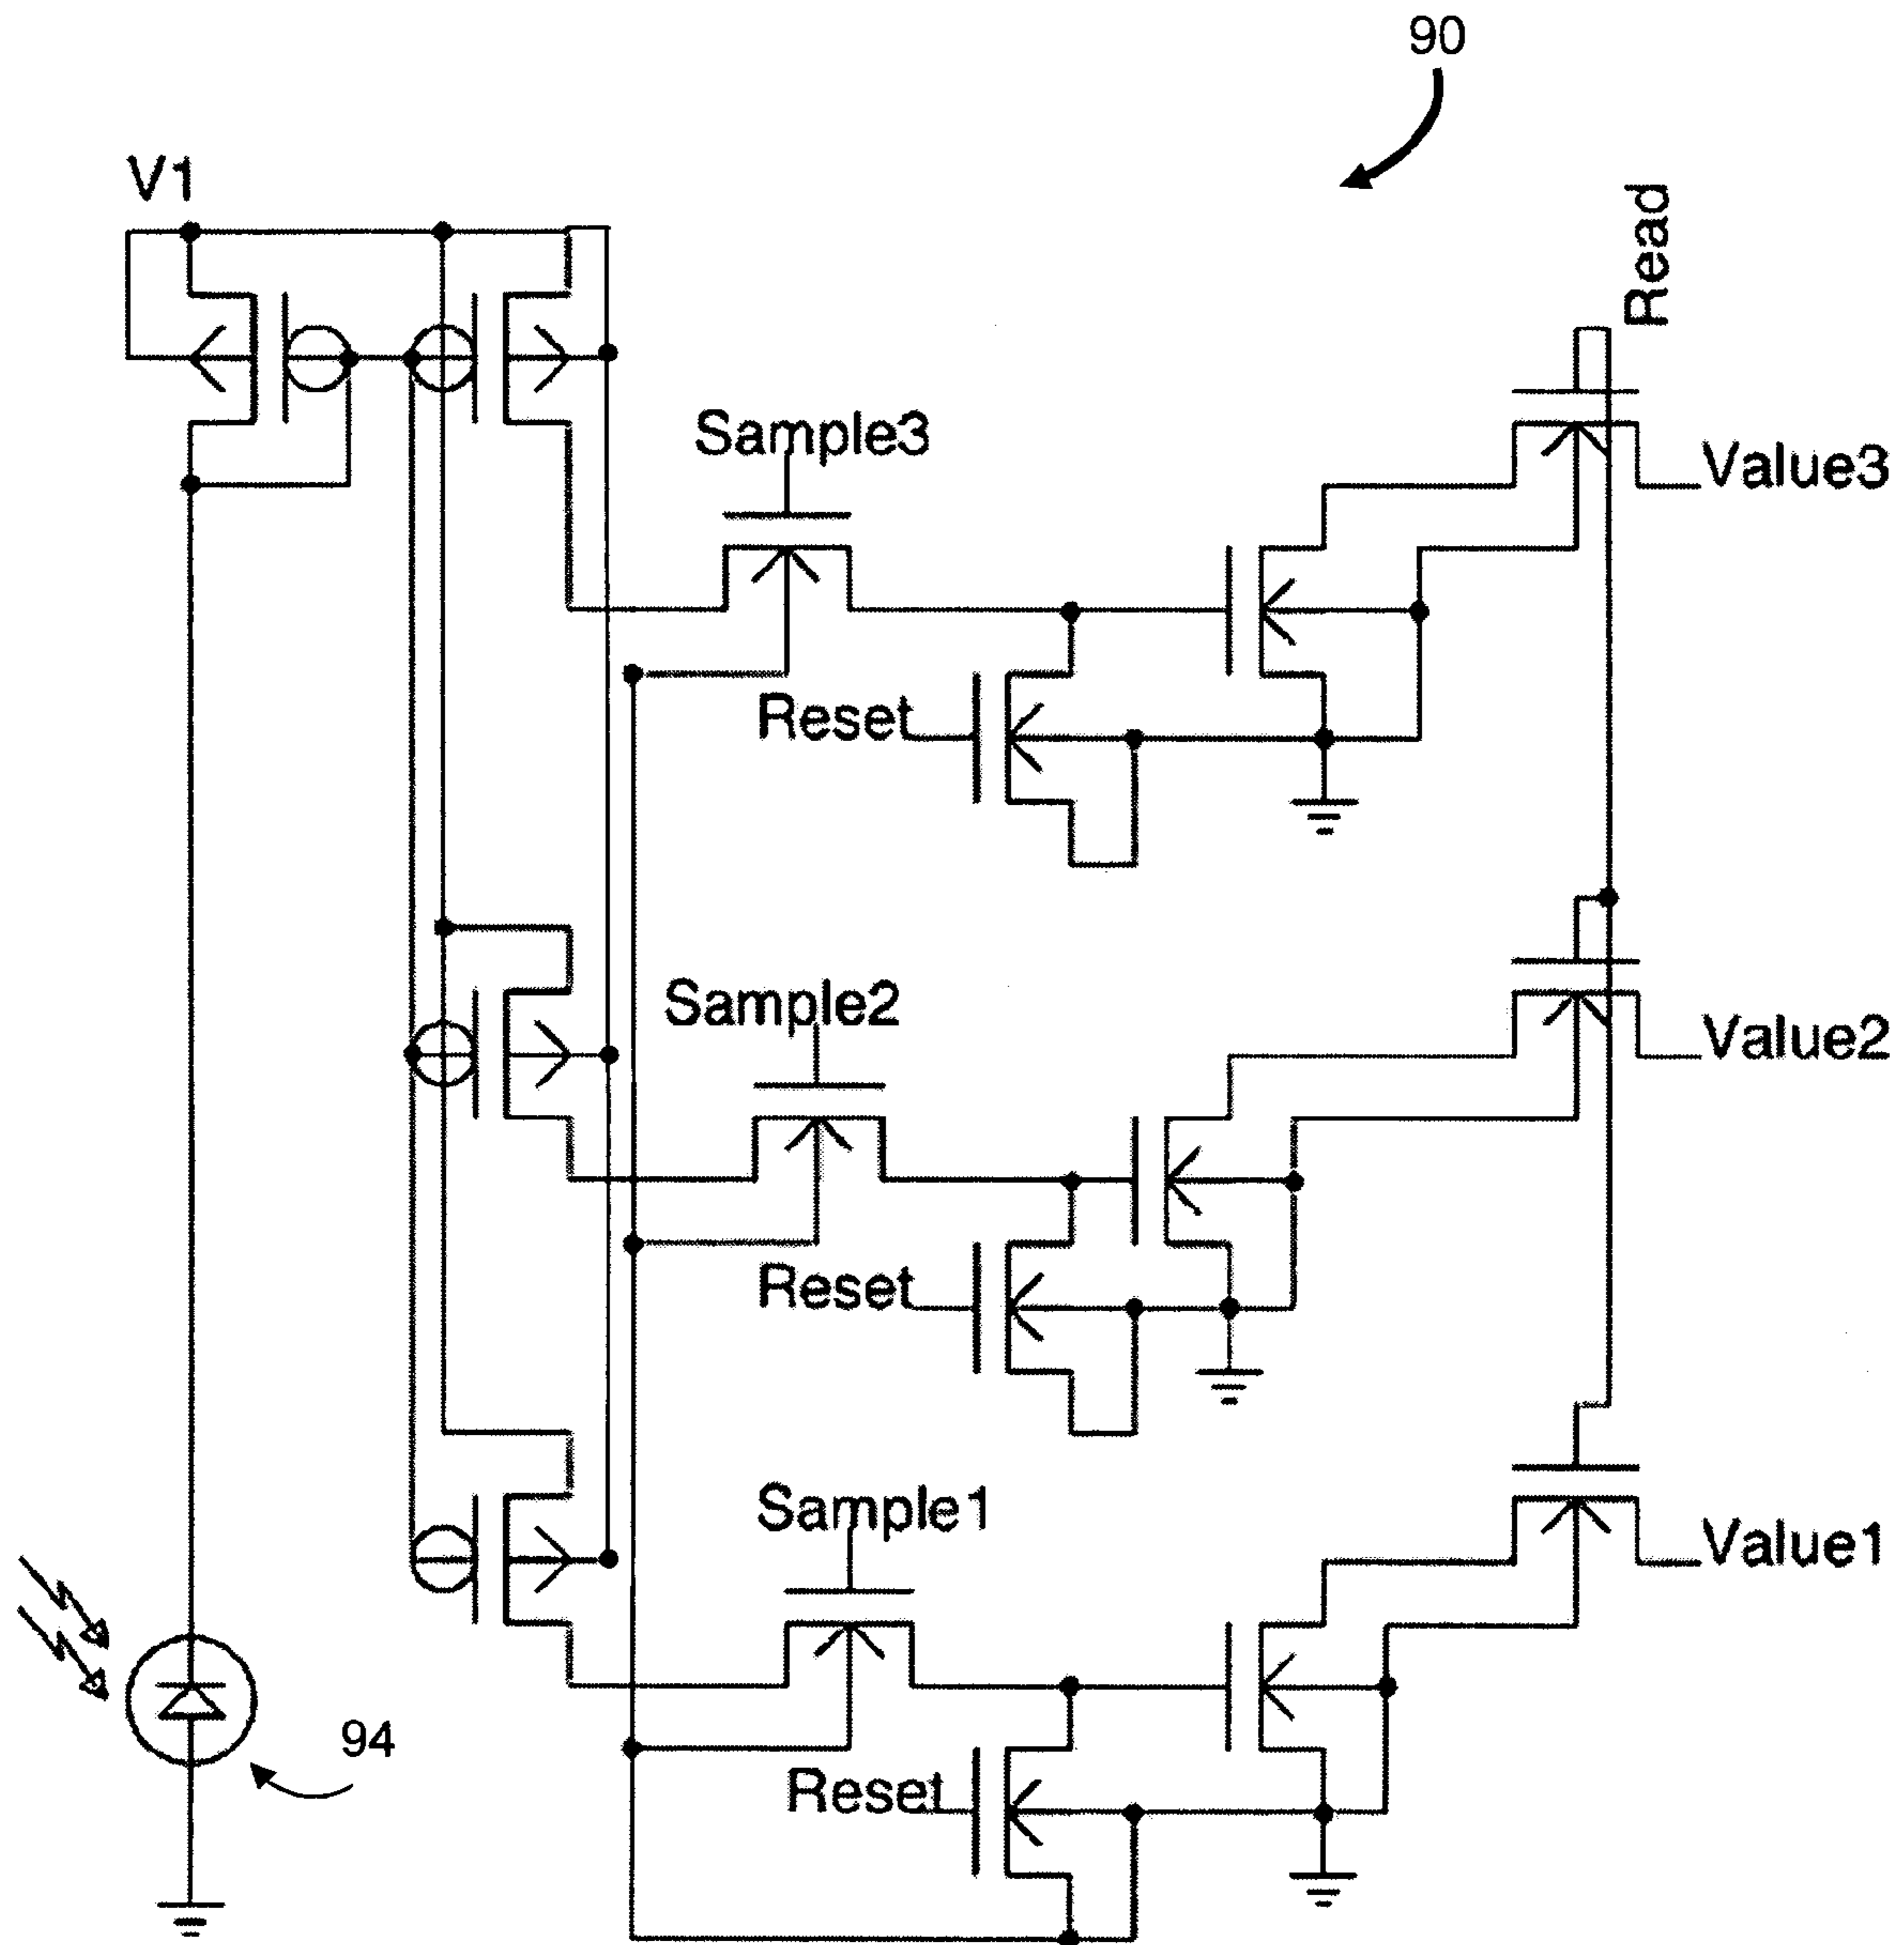 90
V1
Read
Sample3
Value3
Reset
Sample2
Value2
Reset
Sample1
Value1
94
Reset